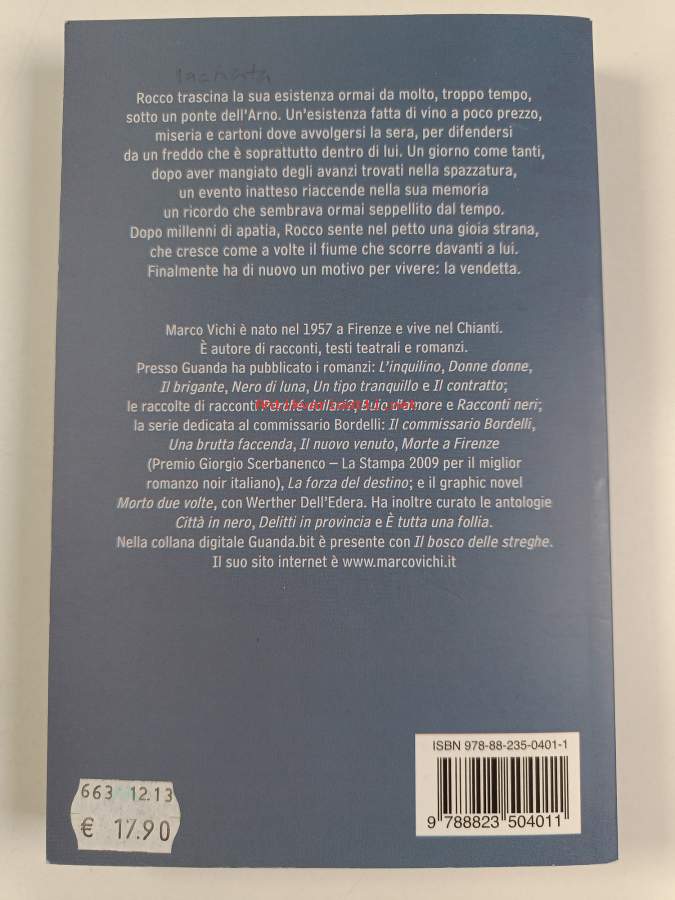 Rocco trascina la sua esistenza ormai da molto, troppo tempo,
sotto un ponte dell'Arno. Un'esistenza fatta di vino a poco prezzo,
miseria e cartoni dove avvolgersi la sera, per difendersi
da un freddo che è soprattutto dentro di lui. Un giorno come tanti,
dopo aver mangiato degli avanzi trovati nella spazzatura,
un evento inatteso riaccende nella sua memoria
un ricordo che sembrava ormai seppellito dal tempo.
Dopo millenni di apatia, Rocco sente nel petto una gioia strana,
che cresce come a volte il fiume che scorre davanti a lui.
Finalmente ha di nuovo un motivo per vivere: la vendetta.
Marco Vichi è nato nel 1957 a Firenze e vive nel Chianti.
È autore di racconti, testi teatrali e romanzi.
Presso Guanda ha pubblicato i romanzi: L'inquilino, Donne donne,
Il brigante, Nero di luna, Un tipo tranquillo e Il contratto;
le raccolte di racconti Perché dollari?, Buio d'amore e Racconti neri;
la serie dedicata al commissario Bordelli: Il commissario Bordelli,
Una brutta faccenda, Il nuovo venuto, Morte a Firenze
(Premio Giorgio Scerbanenco – La Stampa 2009 per il miglior
romanzo noir italiano), La forza del destino; e il graphic novel
Morto due volte, con Werther Dell'Edera. Ha inoltre curato le antologie
Città in nero, Delitti in provincia e È tutta una follia.
Nella collana digitale Guanda.bit è presente con Il bosco delle streghe.
Il suo sito internet è www.marcovichi.it
ISBN 978-88-235-0401-1
9 788823 504011
663 12.13
€ 17.90